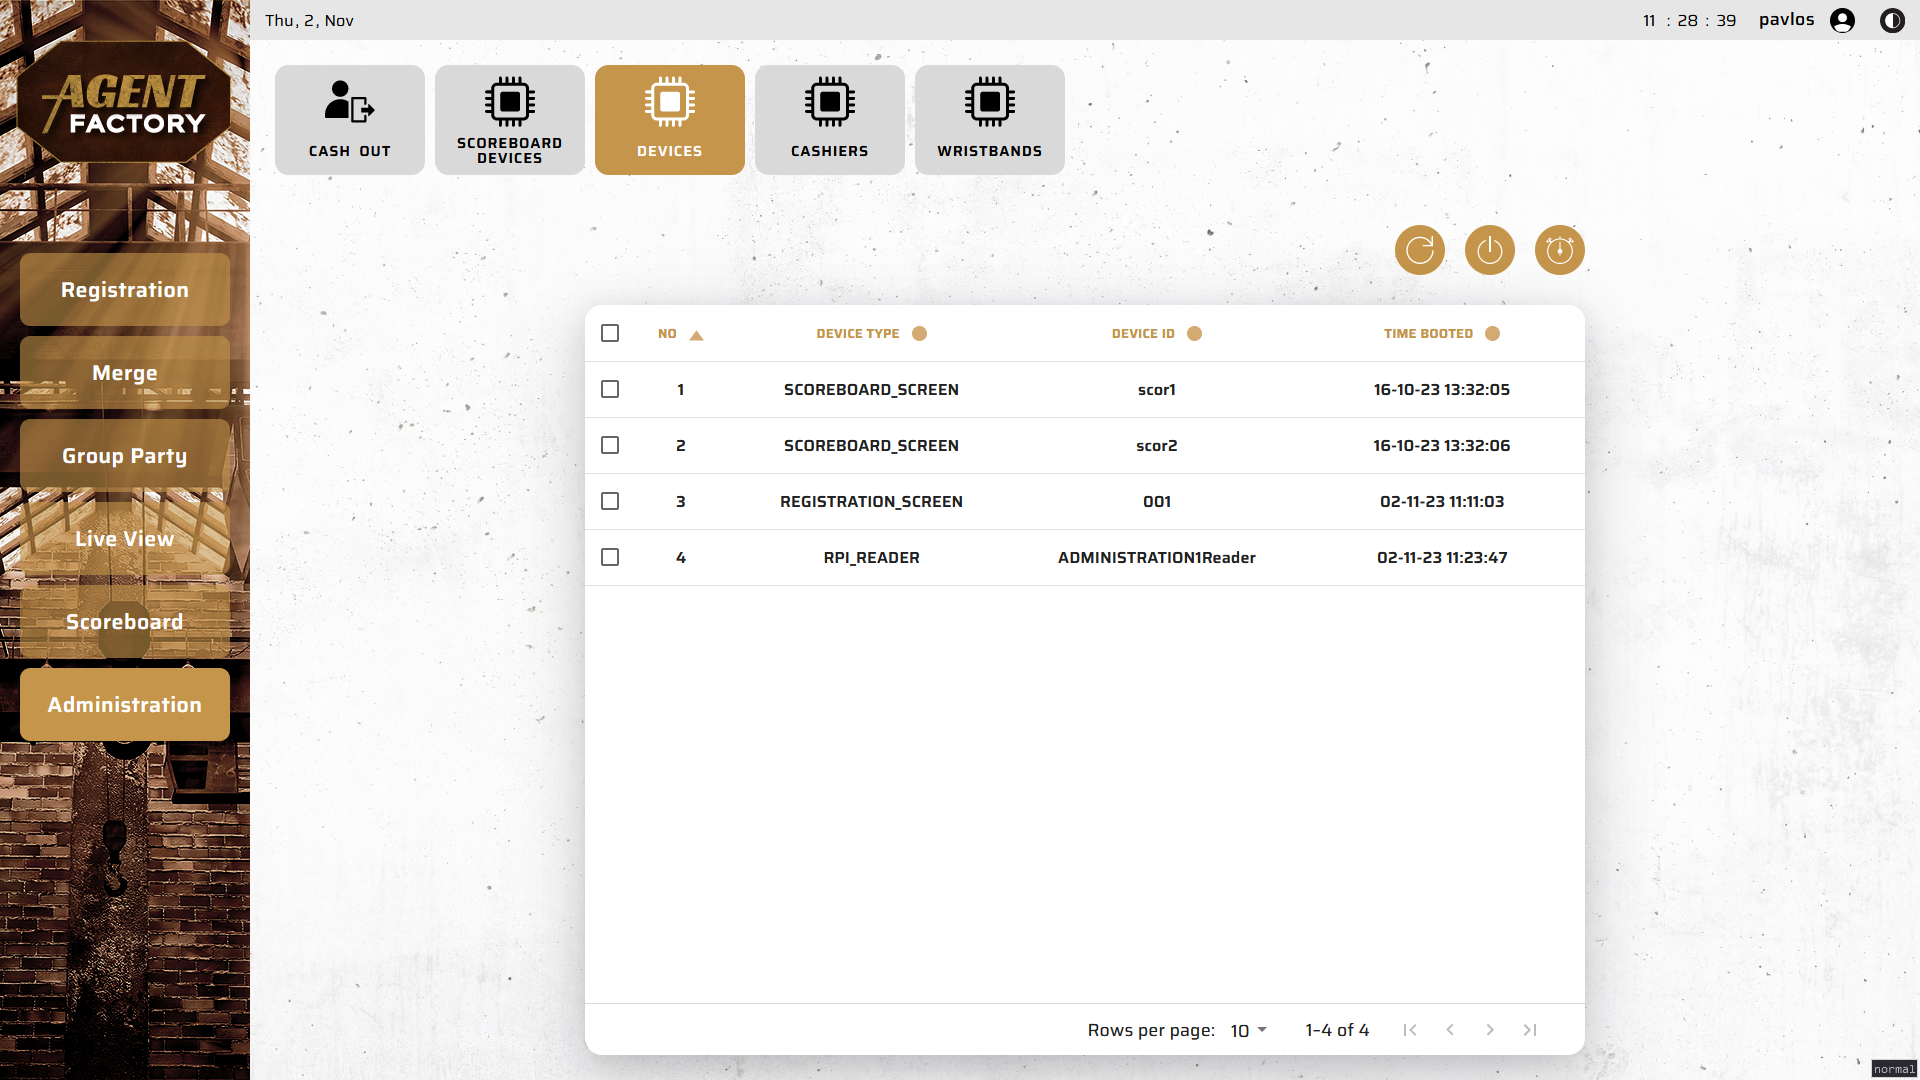 Thu, 2, Nov
11 : 28 : 39 pavlos
AGENT
FACTORY
CASH OUT
SCOREBOARD
DEVICES
DEVICES
CASHIERS
WRISTBANDS
Registration
Merge
Group Party
Live View
Scoreboard
Administration
NO DEVICE TYPE DEVICE ID TIME BOOTED
1 SCOREBOARD_SCREEN scor1 16-10-23 13:32:05
2 SCOREBOARD_SCREEN scor2 16-10-23 13:32:06
3 REGISTRATION_SCREEN 001 02-11-23 11:11:03
4 RPI_READER ADMINISTRATION1Reader 02-11-23 11:23:47
Rows per page: 10 1-4 of 4
normal